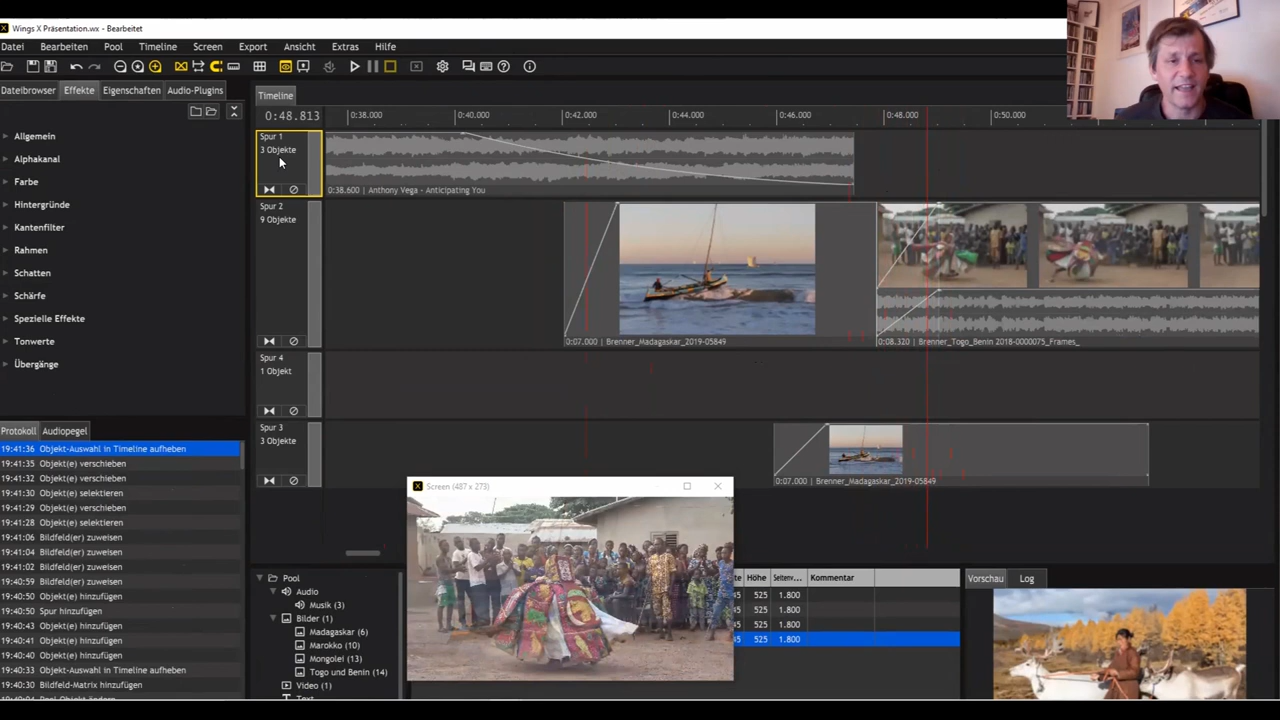 Wings X Präsentation.wx - Bearbeitet
Datei Bearbeiten Pool Timeline Screen Export Ansicht Extras Hilfe
Dateibrowser Effekte Eigenschaften Audio-Plugins
Timeline
0:48.813
0:38.000 0:40.000 0:42.000 0:44.000 0:46.000 0:48.000 0:50.000
Allgemein
Alphakanal
Farbe
Hintergründe
Kantenfilter
Rahmen
Schatten
Schärfe
Spezielle Effekte
Tonwerte
Übergänge
Spur 1
3 Objekte
0:38.600 | Anthony Vega - Anticipating You
Spur 2
9 Objekte
0:07.000 | Brenner_Madagaskar_2019-05849
0:08.320 | Brenner_Togo_Benin 2018-0000075_Frames_
Spur 4
1 Objekt
Spur 3
3 Objekte
0:07.000 | Brenner_Madagaskar_2019-05849
Protokoll Audiopegel
19:41:36 Objekt-Auswahl in Timeline aufheben
19:41:35 Objekt(e) verschieben
19:41:32 Objekt(e) verschieben
19:41:30 Objekt(e) selektieren
19:41:29 Objekt(e) verschieben
19:41:28 Objekt(e) selektieren
19:41:06 Bildfeld(er) zuweisen
19:41:04 Bildfeld(er) zuweisen
19:41:02 Bildfeld(er) zuweisen
19:40:59 Bildfeld(er) zuweisen
19:40:50 Objekt(e) hinzufügen
19:40:50 Spur hinzufügen
19:40:43 Objekt(e) hinzufügen
19:40:41 Objekt(e) hinzufügen
19:40:40 Objekt(e) hinzufügen
19:40:33 Objekt-Auswahl in Timeline aufheben
19:40:30 Bildfeld-Matrix hinzufügen
Screen (487 x 273)
Pool
Audio
Musik (3)
Bilder (1)
Madagaskar (6)
Marokko (10)
Mongolei (13)
Togo und Benin (14)
Video (1)
Text
Höhe Seitenv... Kommentar
525 1.800
525 1.800
525 1.800
525 1.800
Vorschau Log